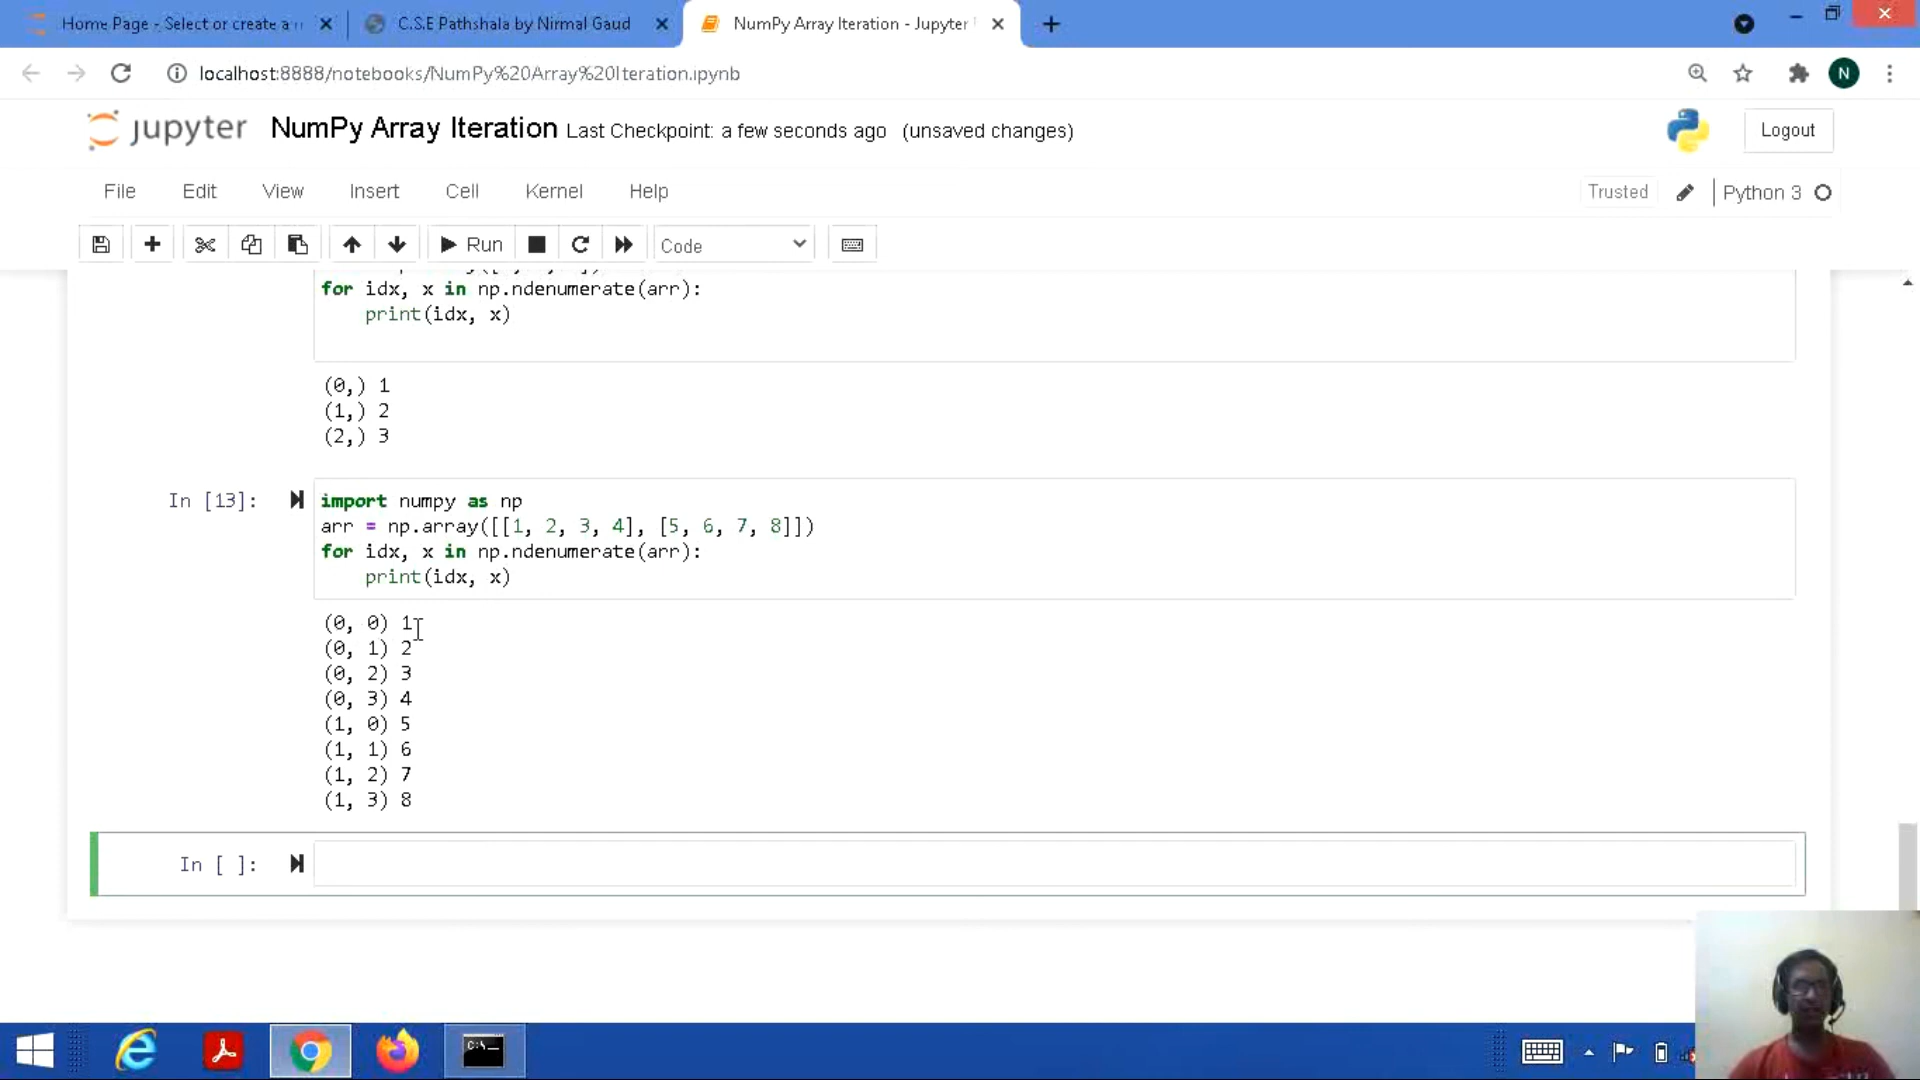 Home Page - Select or create a n
C.S.E Pathshala by Nirmal Gaud
NumPy Array Iteration - Jupyter
localhost:8888/notebooks/NumPy%20Array%20Iteration.ipynb
N
jupyter NumPy Array Iteration Last Checkpoint: a few seconds ago (unsaved changes)
Logout
File Edit View Insert Cell Kernel Help
Trusted
Python 3
Run
Code
for idx, x in np.ndenumerate(arr):
    print(idx, x)
(0,) 1
(1,) 2
(2,) 3
In [13]:
import numpy as np
arr = np.array([[1, 2, 3, 4], [5, 6, 7, 8]])
for idx, x in np.ndenumerate(arr):
    print(idx, x)
(0, 0) 1
(0, 1) 2
(0, 2) 3
(0, 3) 4
(1, 0) 5
(1, 1) 6
(1, 2) 7
(1, 3) 8
In [ ]:
C:\_